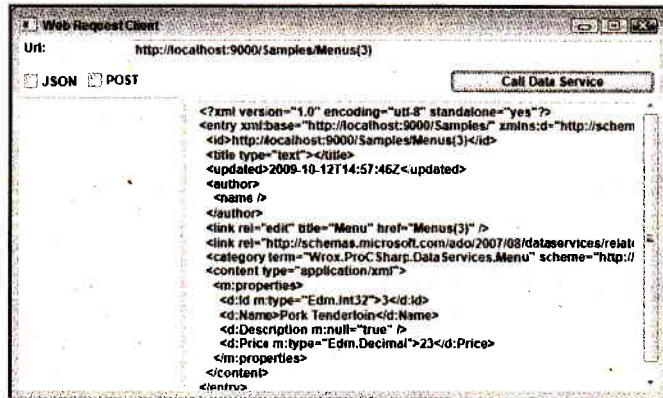 Web Request Client
Url: http://localhost:9000/Samples/Menus(3)
JSON POST Call Data Service
<?xml version="1.0" encoding="utf-8" standalone="yes"?>
<entry xml:base="http://localhost:9000/Samples/" xmlns:d="http://schem
<id>http://localhost:9000/Samples/Menus(3)</id>
<title type="text"></title>
<updated>2009-10-12T14:57:46Z</updated>
<author>
<name />
</author>
<link rel="edit" title="Menu" href="Menus(3)" />
<link rel="http://schemas.microsoft.com/ado/2007/08/dataservices/relate
<category term="Wrox.ProCSharp.DataServices.Menu" scheme="http://
<content type="application/xml">
<m:properties>
<d:Id m:type="Edm.Int32">3</d:Id>
<d:Name>Pork Tenderloin</d:Name>
<d:Description m:null="true" />
<d:Price m:type="Edm.Decimal">23</d:Price>
</m:properties>
</content>
</entry>